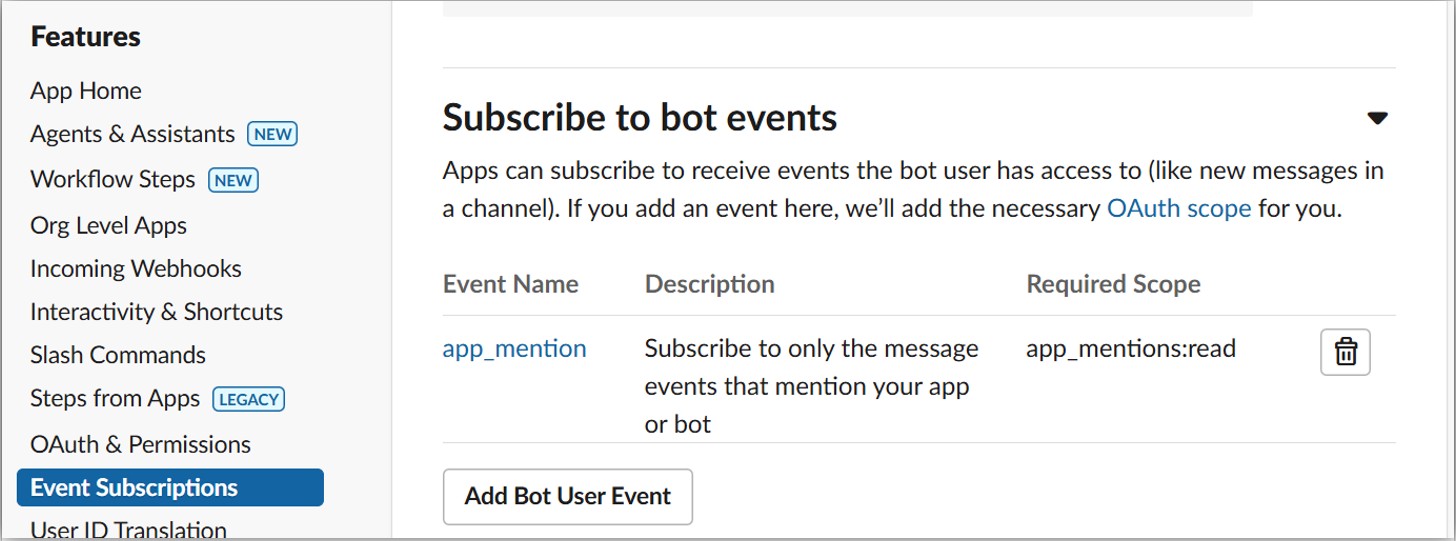 Features
App Home
Agents & Assistants NEW
Workflow Steps NEW
Org Level Apps
Incoming Webhooks
Interactivity & Shortcuts
Slash Commands
Steps from Apps LEGACY
OAuth & Permissions
Event Subscriptions
User ID Translation
Subscribe to bot events
Apps can subscribe to receive events the bot user has access to (like new messages in
a channel). If you add an event here, we’ll add the necessary OAuth scope for you.
Event Name Description Required Scope
app_mention Subscribe to only the message app_mentions:read
events that mention your app
or bot
Add Bot User Event